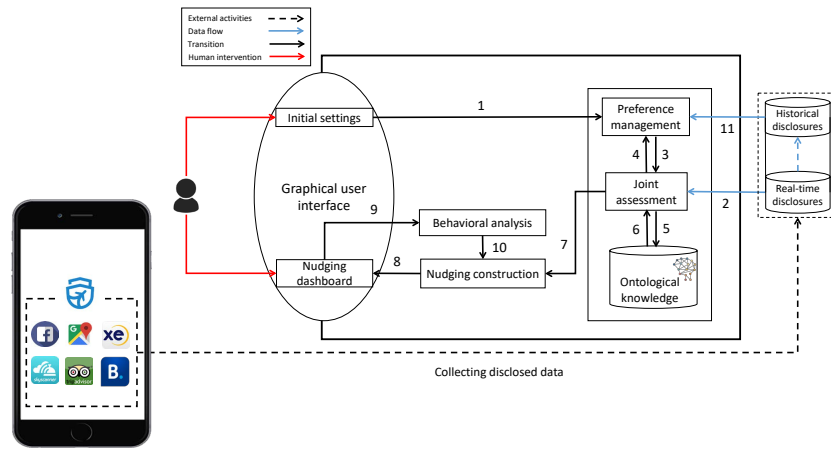 External activities
Data flow
Transition
Human intervention
Initial settings
1
Preference
management
Historical
disclosures
11
4
3
Graphical user
interface
Joint
assessment
Real-time
disclosures
2
9
Behavioral analysis
6
5
7
10
8
Nudging
dashboard
Nudging construction
Ontological
knowledge
G
xe
skyscanner
tripadvisor
B.
Collecting disclosed data